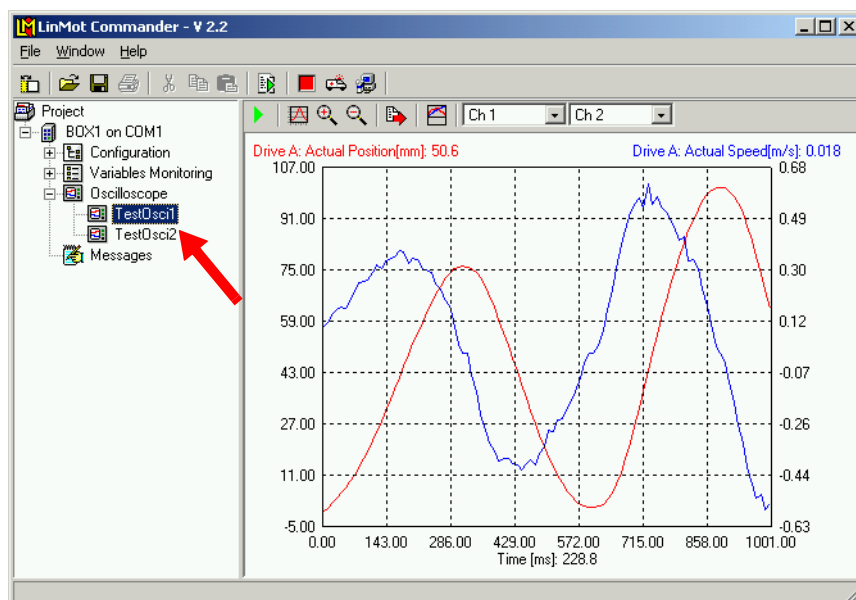 LinMot Commander - V 2.2
File Window Help
Project
BOX1 on COM1
Configuration
Variables Monitoring
Oscilloscope
TestOsci1
TestOsci2
Messages
Ch 1 Ch 2
Drive A: Actual Position[mm]: 50.6 Drive A: Actual Speed[m/s]: 0.018
107.00 0.68
91.00 0.49
75.00 0.30
59.00 0.12
43.00 -0.07
27.00 -0.26
11.00 -0.44
-5.00 -0.63
0.00 143.00 286.00 429.00 572.00 715.00 858.00 1001.00
Time [ms]: 228.8